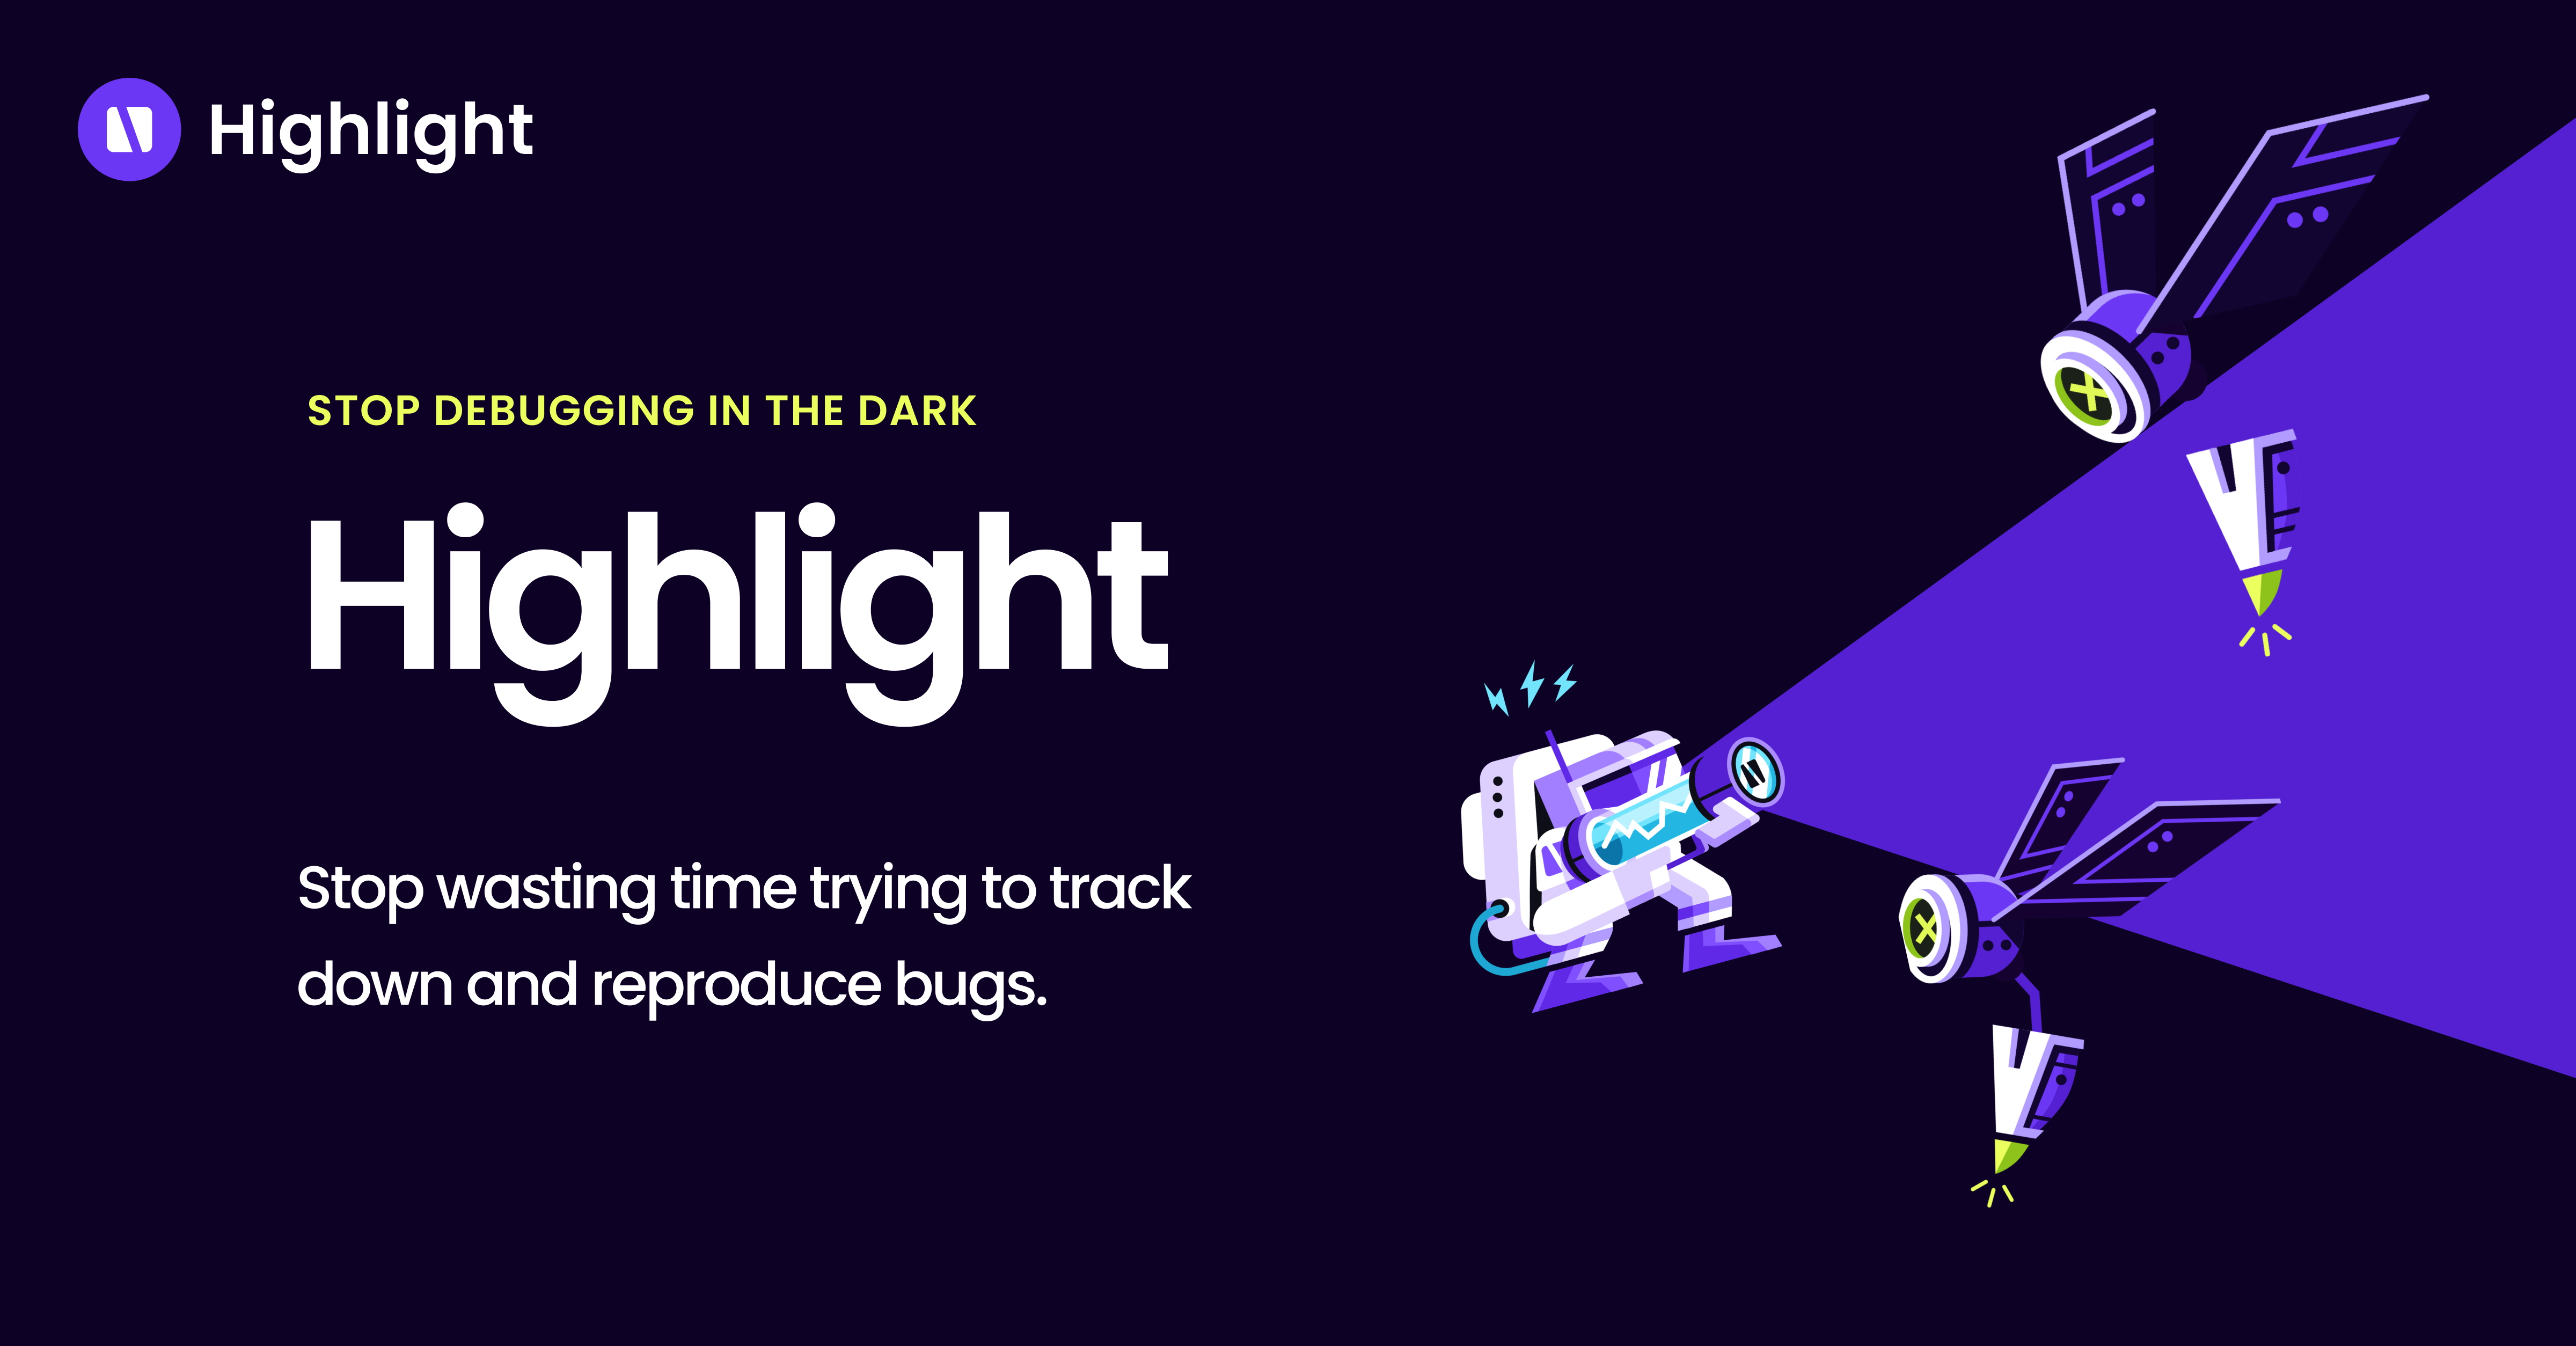 Highlight
STOP DEBUGGING IN THE DARK
Highlight
Stop wasting time trying to track
down and reproduce bugs.